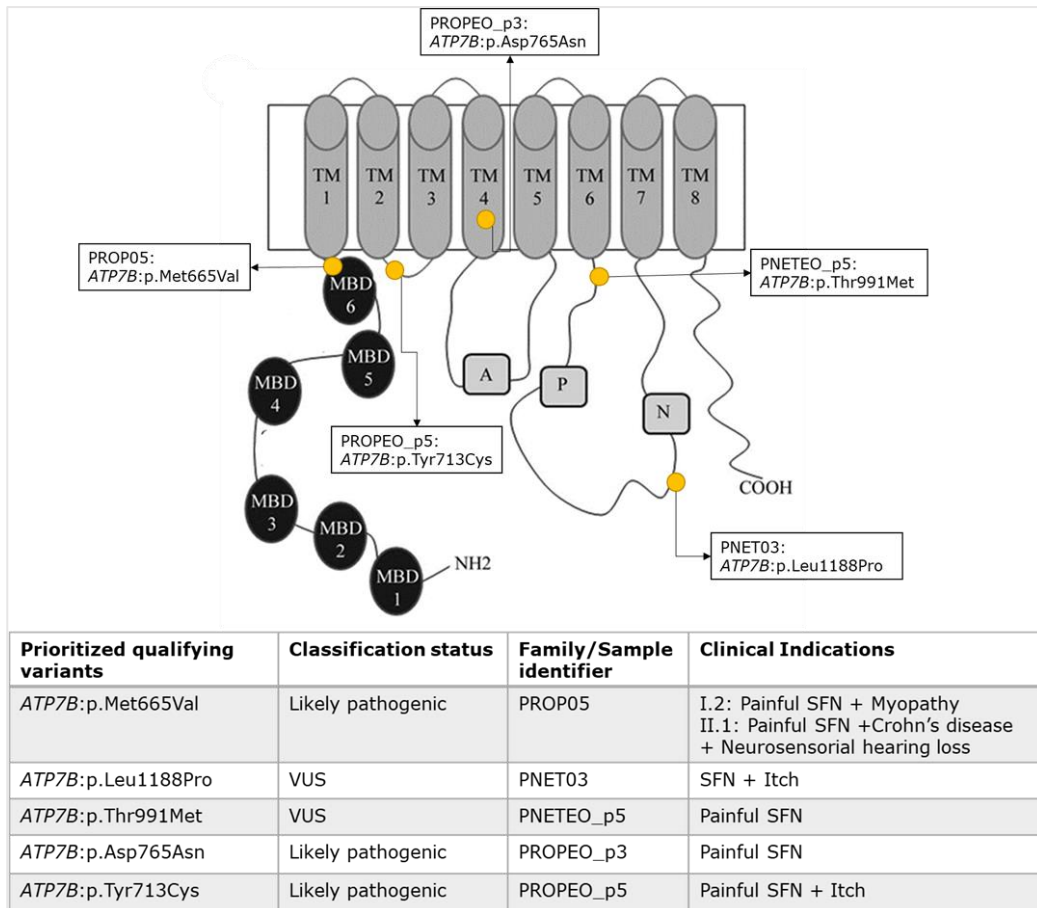 PROPEO_p3:
ATP7B:p.Asp765Asn
TM
1
TM
2
TM
3
TM
4
TM
5
TM
6
TM
7
TM
8
PROP05:
ATP7B:p.Met665Val
PNETEO_p5:
ATP7B:p.Thr991Met
MBD
6
MBD
5
MBD
4
MBD
3
MBD
2
MBD
1
NH2
A
P
N
COOH
PROPEO_p5:
ATP7B:p.Tyr713Cys
PNET03:
ATP7B:p.Leu1188Pro
Prioritized qualifying
variants
Classification status
Family/Sample
identifier
Clinical Indications
ATP7B:p.Met665Val
Likely pathogenic
PROP05
I.2: Painful SFN + Myopathy
II.1: Painful SFN +Crohn’s disease
+ Neurosensorial hearing loss
ATP7B:p.Leu1188Pro
VUS
PNET03
SFN + Itch
ATP7B:p.Thr991Met
VUS
PNETEO_p5
Painful SFN
ATP7B:p.Asp765Asn
Likely pathogenic
PROPEO_p3
Painful SFN
ATP7B:p.Tyr713Cys
Likely pathogenic
PROPEO_p5
Painful SFN + Itch